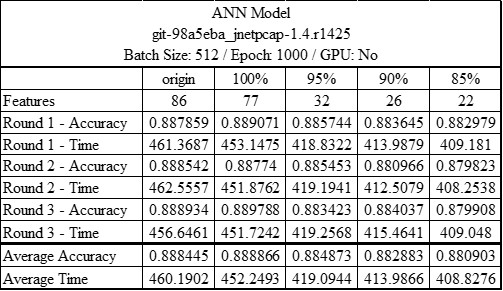 ANN Model
git-98a5eba_jnetpcap-1.4.r1425
Batch Size: 512 / Epoch: 1000 / GPU: No
origin 100% 95% 90% 85%
Features 86 77 32 26 22
Round 1 - Accuracy 0.887859 0.889071 0.885744 0.883645 0.882979
Round 1 - Time 461.3687 453.1475 418.8322 413.9879 409.181
Round 2 - Accuracy 0.888542 0.88774 0.885453 0.880966 0.879823
Round 2 - Time 462.5557 451.8762 419.1941 412.5079 408.2538
Round 3 - Accuracy 0.888934 0.889788 0.883423 0.884037 0.879908
Round 3 - Time 456.6461 451.7242 419.2568 415.4641 409.048
Average Accuracy 0.888445 0.888866 0.884873 0.882883 0.880903
Average Time 460.1902 452.2493 419.0944 413.9866 408.8276